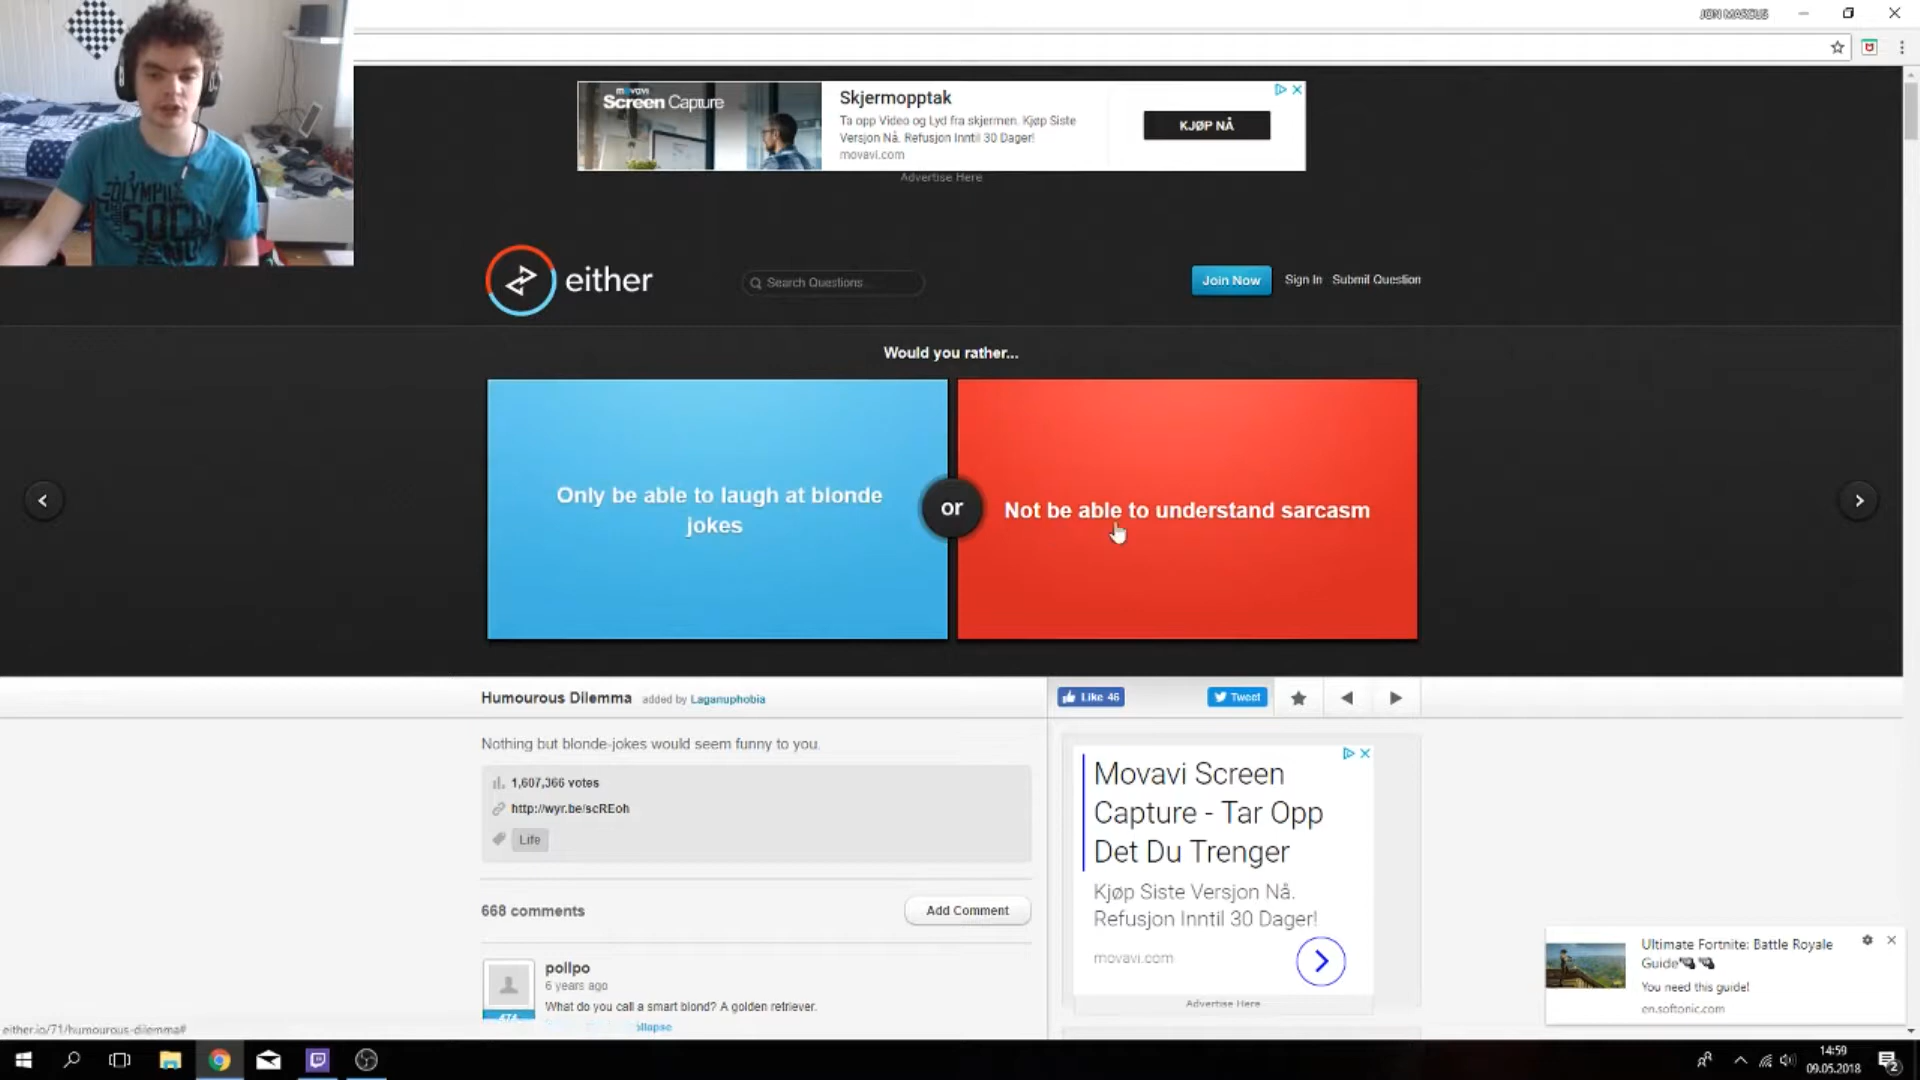 JON MARCUS
movavi
Screen Capture
Skjermopptak
Ta opp Video og Lyd fra skjermen. Kjøp Siste
Versjon Nå. Refusjon Inntil 30 Dager!
movavi.com
KJØP NÅ
Advertise Here
OLYMPIC
either
Search Questions...
Join Now
Sign In
Submit Question
Would you rather...
Only be able to laugh at blonde
jokes
or
Not be able to understand sarcasm
Humourous Dilemma added by Laganuphobia
Like 46
Tweet
Nothing but blonde-jokes would seem funny to you.
1,607,366 votes
http://wyr.be/scREoh
Life
668 comments
Add Comment
pollpo
6 years ago
What do you call a smart blond? A golden retriever.
Movavi Screen
Capture - Tar Opp
Det Du Trenger
Kjøp Siste Versjon Nå.
Refusjon Inntil 30 Dager!
movavi.com
Advertise Here
Ultimate Fortnite: Battle Royale
Guide
You need this guide!
en.softonic.com
either.io/71/humourous-dilemma#
14:59
09.05.2018
2